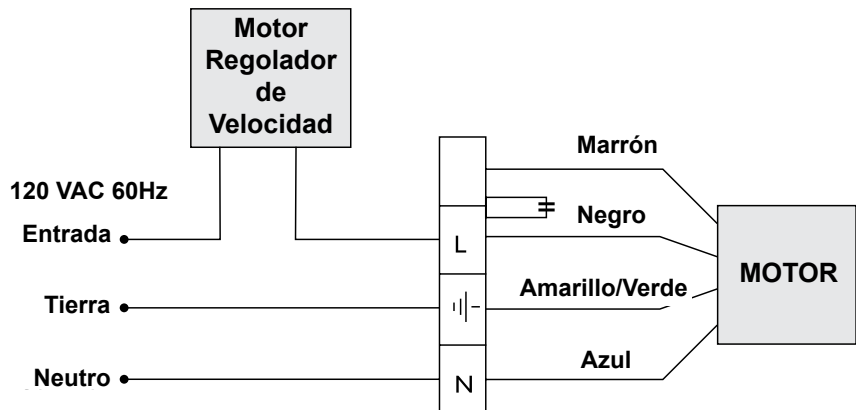 Motor
Regolador
de
Velocidad
120 VAC 60Hz
Entrada
Tierra
Neutro
L
N
Marrón
Negro
Amarillo/Verde
Azul
MOTOR